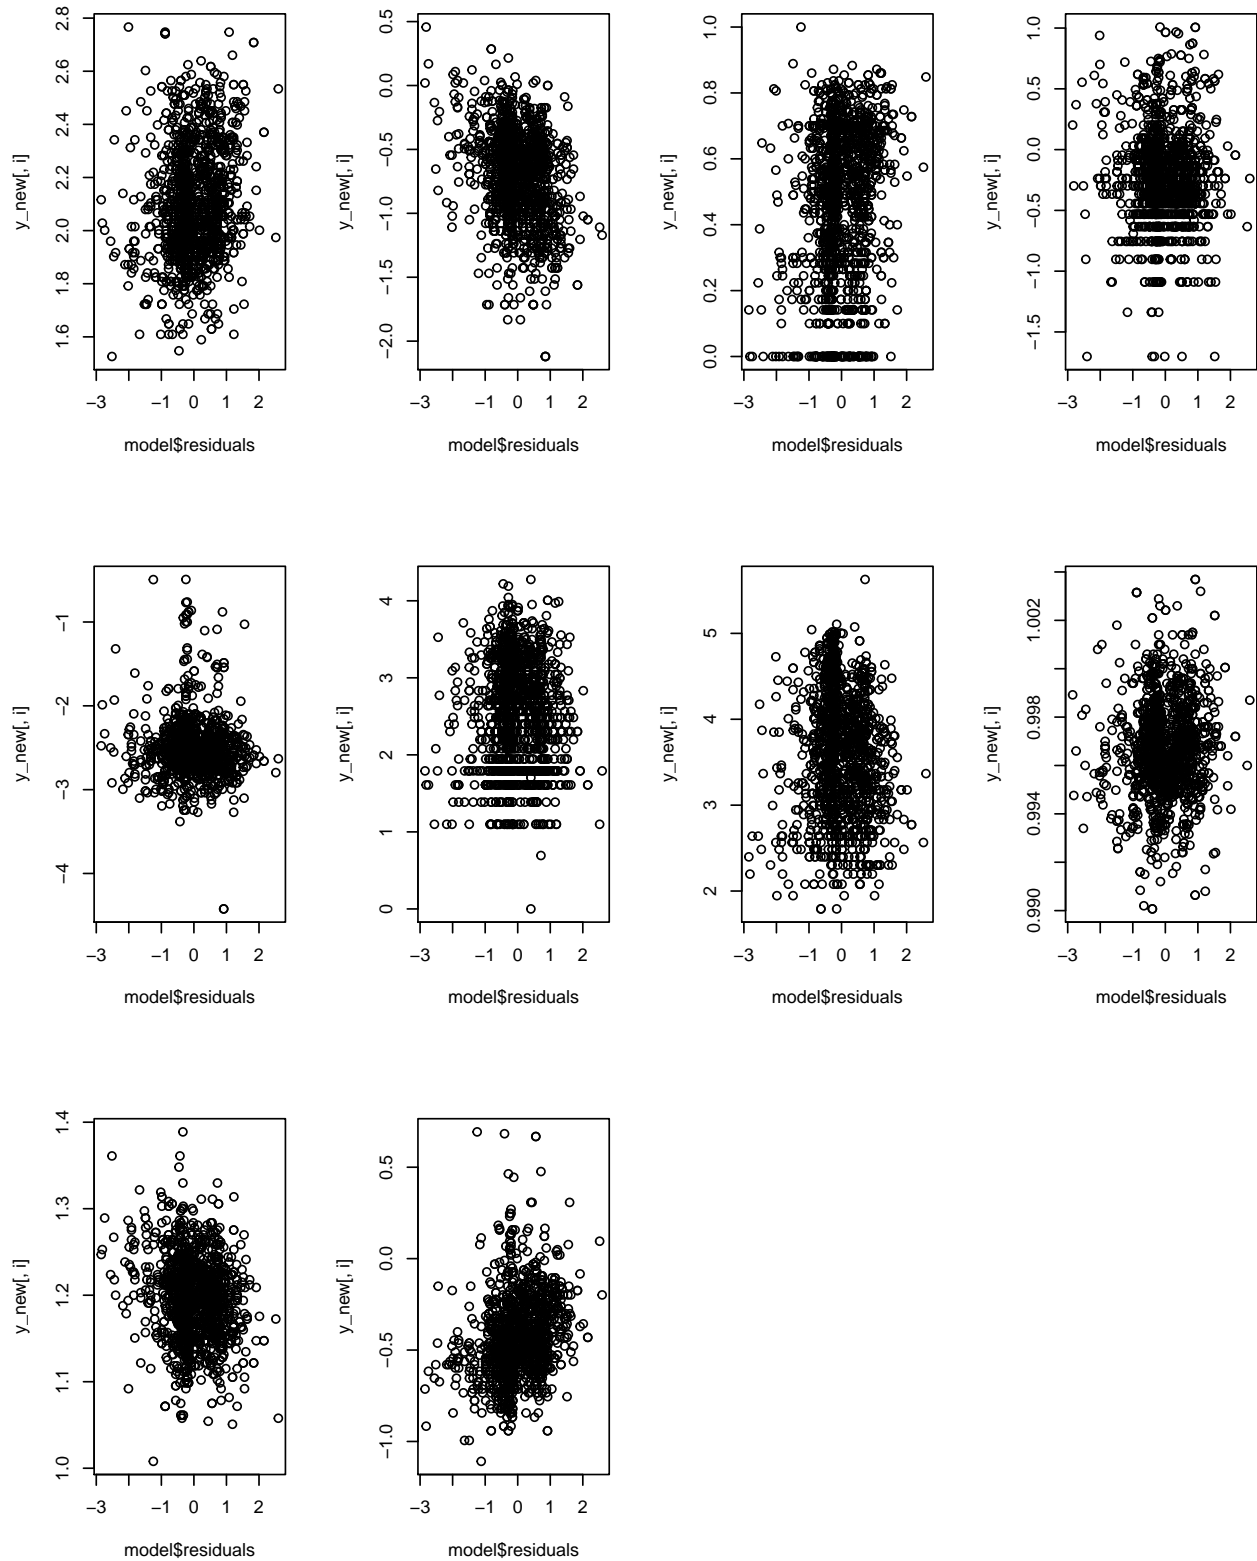 2.8
2.6
2.4
2.2
2.0
1.8
1.6
y_new[, i]
−3 −1 0 1 2
model$residuals
0.5
0.0
−0.5
−1.0
−1.5
−2.0
y_new[, i]
−3 −1 0 1 2
model$residuals
1.0
0.8
0.6
0.4
0.2
0.0
y_new[, i]
−3 −1 0 1 2
model$residuals
1.0
0.5
0.0
−0.5
−1.0
−1.5
y_new[, i]
−3 −1 0 1 2
model$residuals
−1
−2
−3
−4
y_new[, i]
−3 −1 0 1 2
model$residuals
4
3
2
1
0
y_new[, i]
−3 −1 0 1 2
model$residuals
5
4
3
2
y_new[, i]
−3 −1 0 1 2
model$residuals
1.002
0.998
0.994
0.990
y_new[, i]
−3 −1 0 1 2
model$residuals
1.4
1.3
1.2
1.1
1.0
y_new[, i]
−3 −1 0 1 2
model$residuals
0.5
0.0
−0.5
−1.0
y_new[, i]
−3 −1 0 1 2
model$residuals